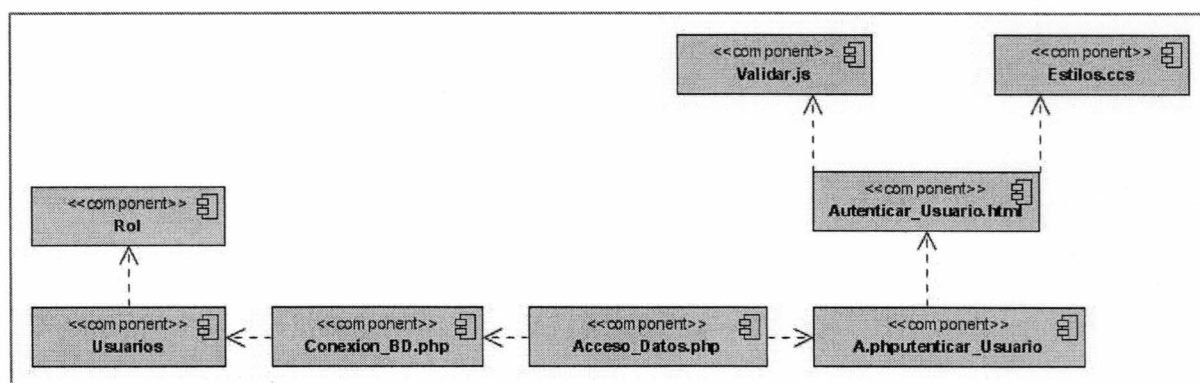 <<component>>
Validar.js
<<component>>
Estilos.ccs
<<component>>
Rol
<<component>>
Autenticar_Usuario.html
<<component>>
Usuarios
<<component>>
Conexion_BD.php
<<component>>
Acceso_Datos.php
<<component>>
A.phputenticar_Usuario